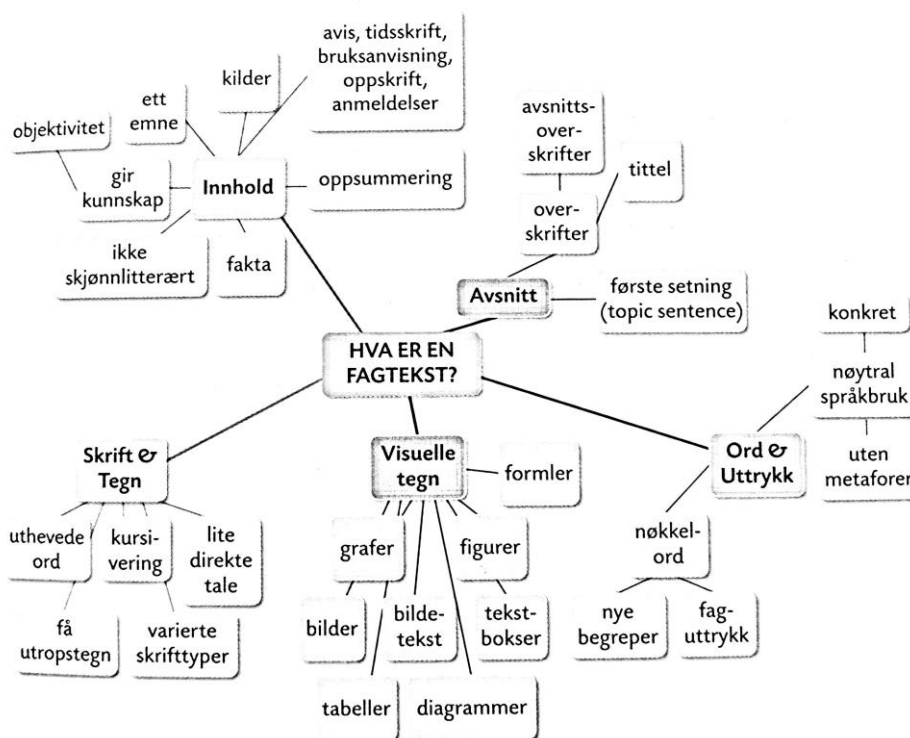 avis, tidsskrift,
bruksanvisning,
oppskrift,
anmeldelser
kilder
ett
emne
objektivitet
gir
kunnskap
Innhold
oppsummering
ikke
skjønnlitterært
fakta
avsnitts-
over-
skrifter
tittel
over-
skrifter
Avsnitt
første setning
(topic sentence)
HVA ER EN
FAGTEKST?
konkret
nøytral
språkbruk
uten
metaforer
Ord &
Uttrykk
nøkkel-
ord
nye
begreper
fag-
uttrykk
Skrift &
Tegn
uthevede
ord
kursi-
vering
lite
direkte
tale
få
utropstegn
varierte
skrifttyper
Visuelle
tegn
formler
grafer
figurer
bilder
bilde-
tekst
tekst-
bokser
tabeller
diagrammer